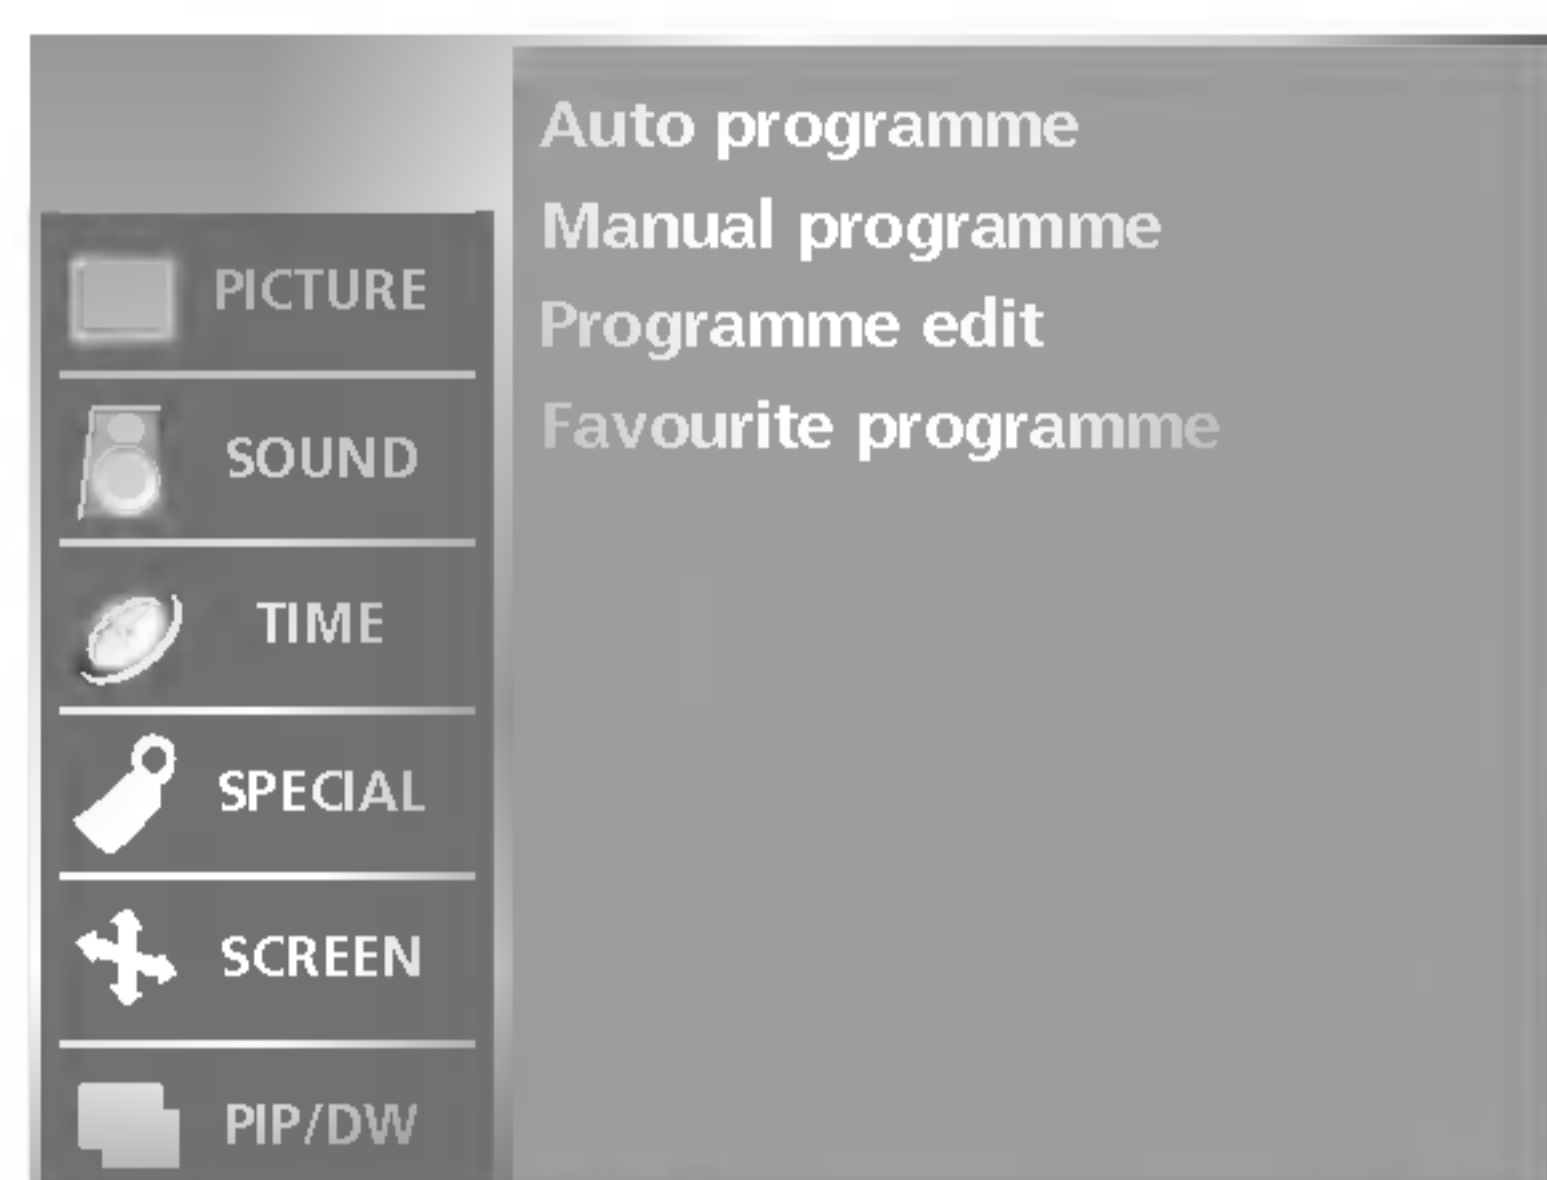 Auto programme
Manual programme
Programme edit
Favourite programme
PICTURE
SOUND
TIME
SPECIAL
SCREEN
PIP/DW